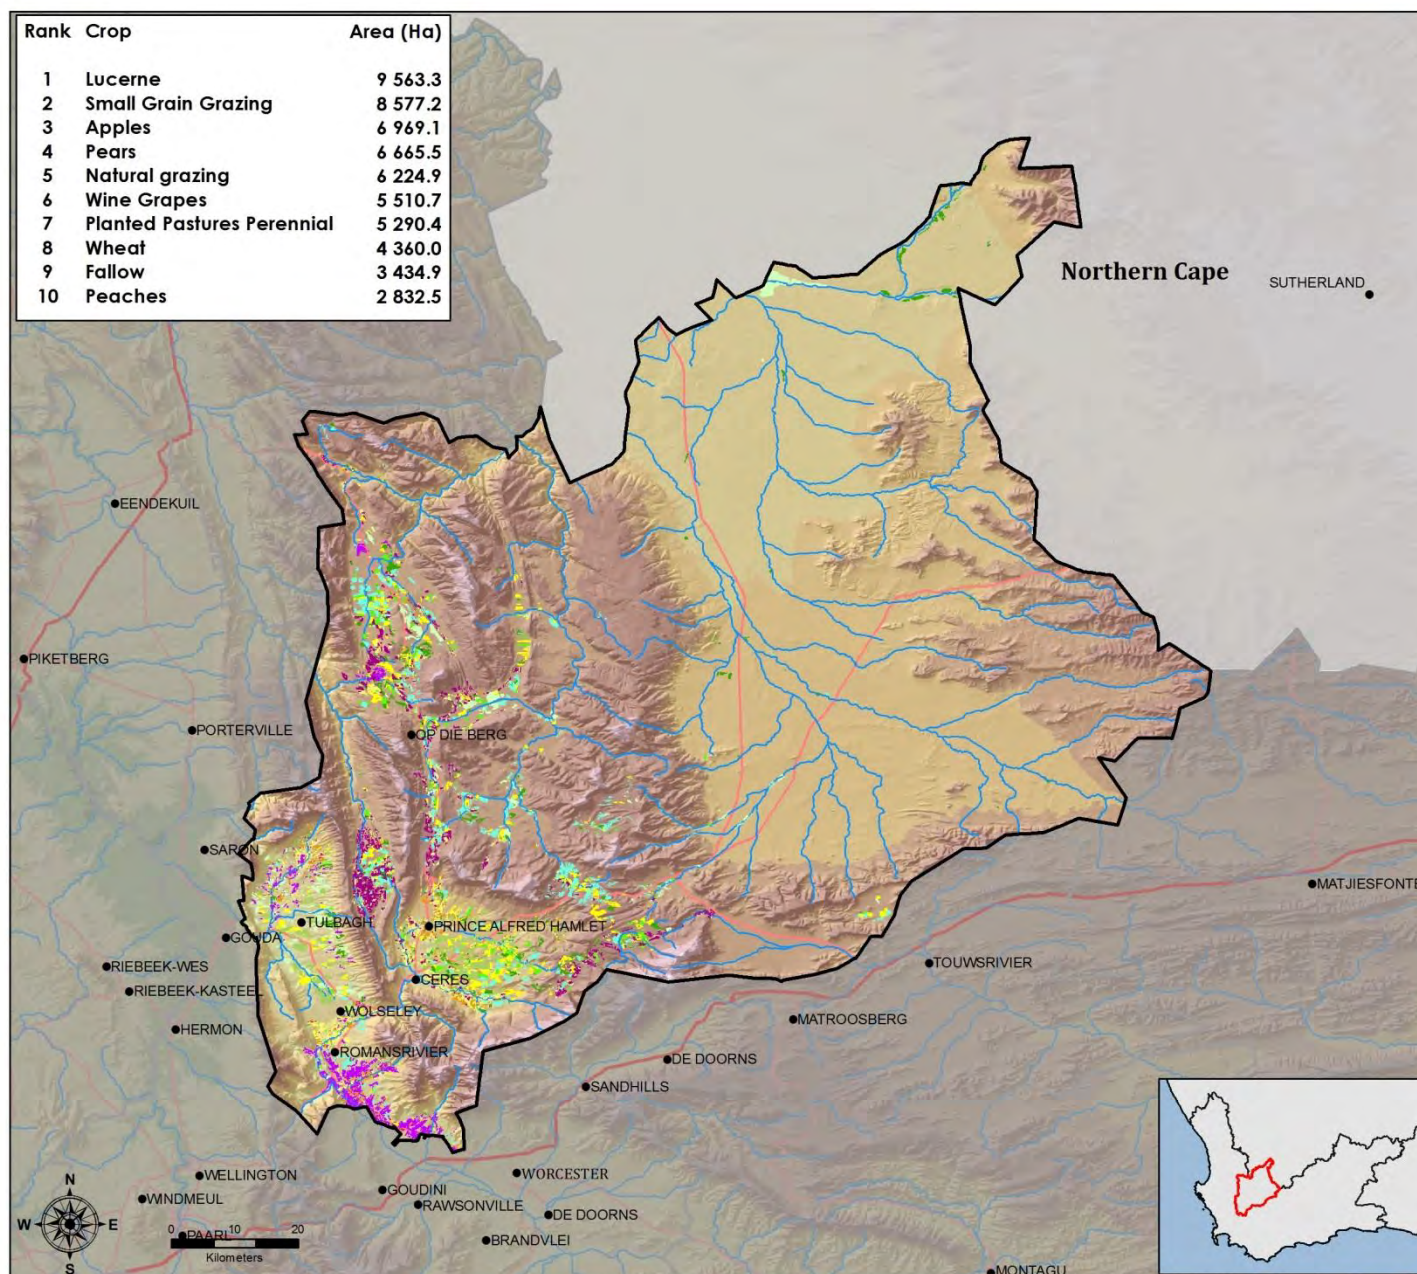 Rank Crop Area (Ha)
1 Lucerne 9 563.3
2 Small Grain Grazing 8 577.2
3 Apples 6 969.1
4 Pears 6 665.5
5 Natural grazing 6 224.9
6 Wine Grapes 5 510.7
7 Planted Pastures Perennial 5 290.4
8 Wheat 4 360.0
9 Fallow 3 434.9
10 Peaches 2 832.5
Northern Cape
SUTHERLAND
EENDEKUIL
PIKETBERG
PORTERVILLE
OP DIE BERG
SARON
MATJIESFONTE
TULBAGH
PRINCE ALFRED HAMLET
GOUDA
RIEBEEK-WES
TOUWSRIVIER
CERES
RIEBEEK-KASTEEL
WOLSELEY
MATROOSBERG
HERMON
ROMANSRIVIER
DE DOORNS
SANDHILLS
WELLINGTON
WORCESTER
GOUDINI
WINDMEUL
RAWSONVILLE
DE DOORNS
PAARL
BRANDVLEI
MONTAGU
N
W E
S
0 10 20
Kilometers